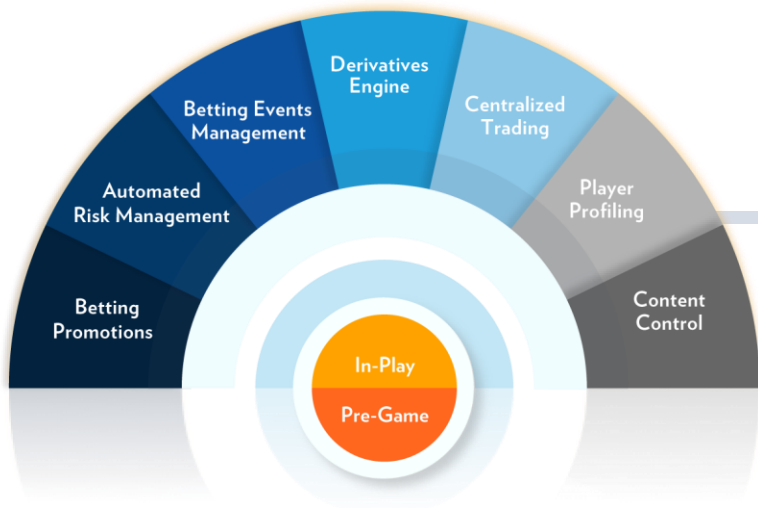 Betting
Promotions
Automated
Risk Management
Betting Events
Management
Derivatives
Engine
Centralized
Trading
Player
Profiling
Content
Control
In-Play
Pre-Game